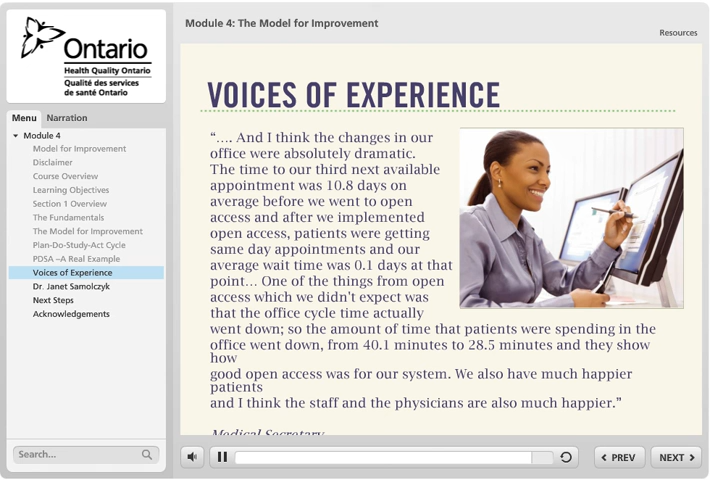 Ontario
Health Quality Ontario
Qualité des services
de santé Ontario
Menu
Narration
Module 4
Model for Improvement
Disclaimer
Course Overview
Learning Objectives
Section 1 Overview
The Fundamentals
The Model for Improvement
Plan-Do-Study-Act Cycle
PDSA –A Real Example
Voices of Experience
Dr. Janet Samolczyk
Next Steps
Acknowledgements
Search...
Module 4: The Model for Improvement
Resources
VOICES OF EXPERIENCE
“…. And I think the changes in our
office were absolutely dramatic.
The time to our third next available
appointment was 10.8 days on
average before we went to open
access and after we implemented
open access, patients were getting
same day appointments and our
average wait time was 0.1 days at that
point… One of the things from open
access which we didn't expect was
that the office cycle time actually
went down; so the amount of time that patients were spending in the
office went down, from 40.1 minutes to 28.5 minutes and they show
how
good open access was for our system. We also have much happier
patients
and I think the staff and the physicians are also much happier.”
Medical Secretary
PREV
NEXT